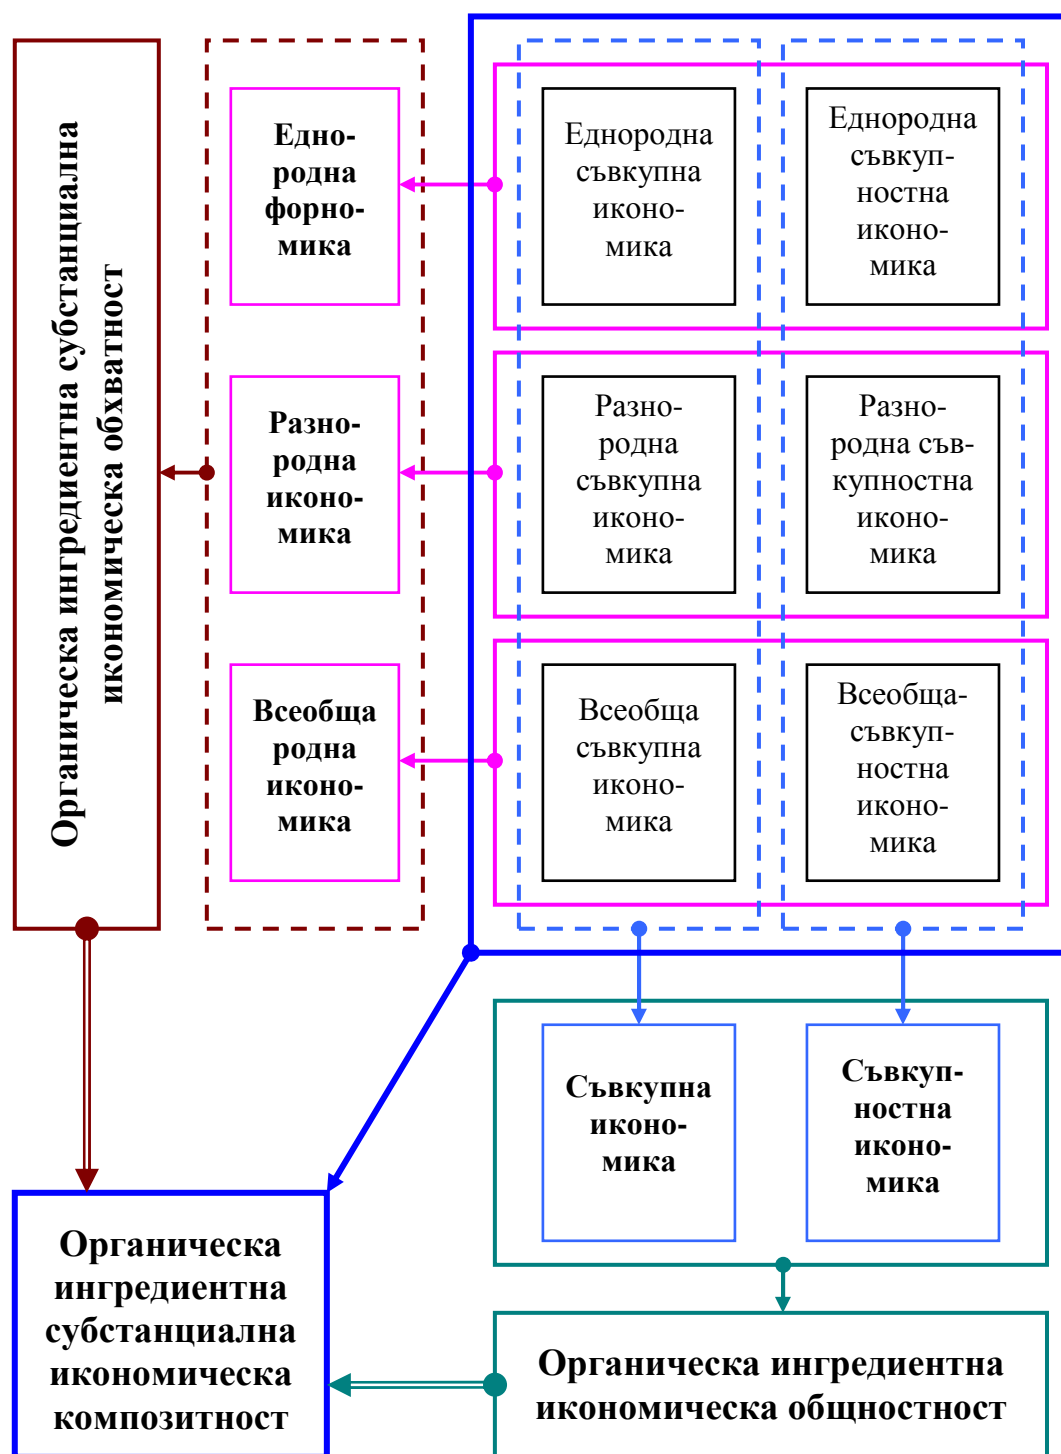 Органическа ингредиентна субстанциална
икономическа обхватност
Едно-
родна
форно-
мика
Еднородна
съвкупна
иконо-
мика
Еднородна
съвкуп-
ностна
иконо-
мика
Разно-
родна
иконо-
мика
Разно-
родна
съвкупна
иконо-
мика
Разно-
родна съв-
купностна
иконо-
мика
Всеобща
родна
иконо-
мика
Всеобща
съвкупна
иконо-
мика
Всеобща-
съвкуп-
ностна
иконо-
мика
Съвкупна
иконо-
мика
Съвкуп-
ностна
иконо-
мика
Органическа
ингредиентна
субстанциална
икономическа
композитност
Органическа ингредиентна
икономическа общностност